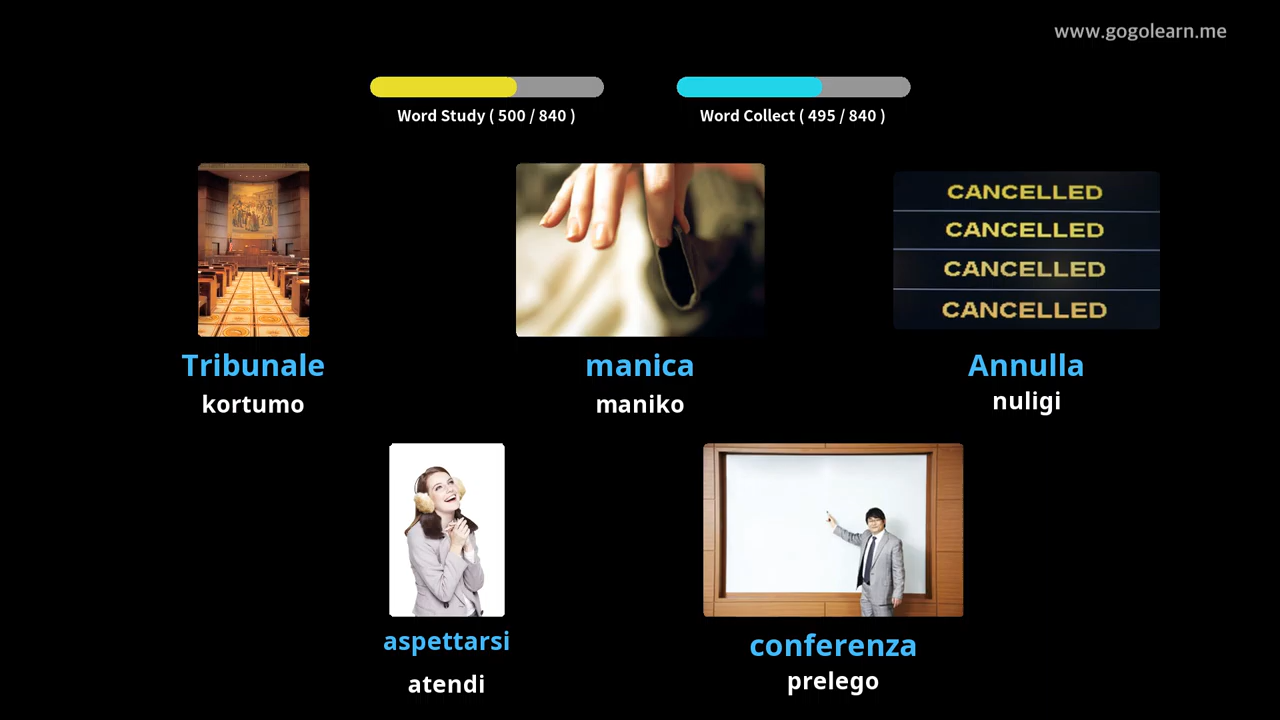 www.gogolearn.me
Word Study ( 500 / 840 )
Word Collect ( 495 / 840 )
CANCELLED
CANCELLED
CANCELLED
CANCELLED
Tribunale
manica
Annulla
kortumo
maniko
nuligi
aspettarsi
conferenza
atendi
prelego